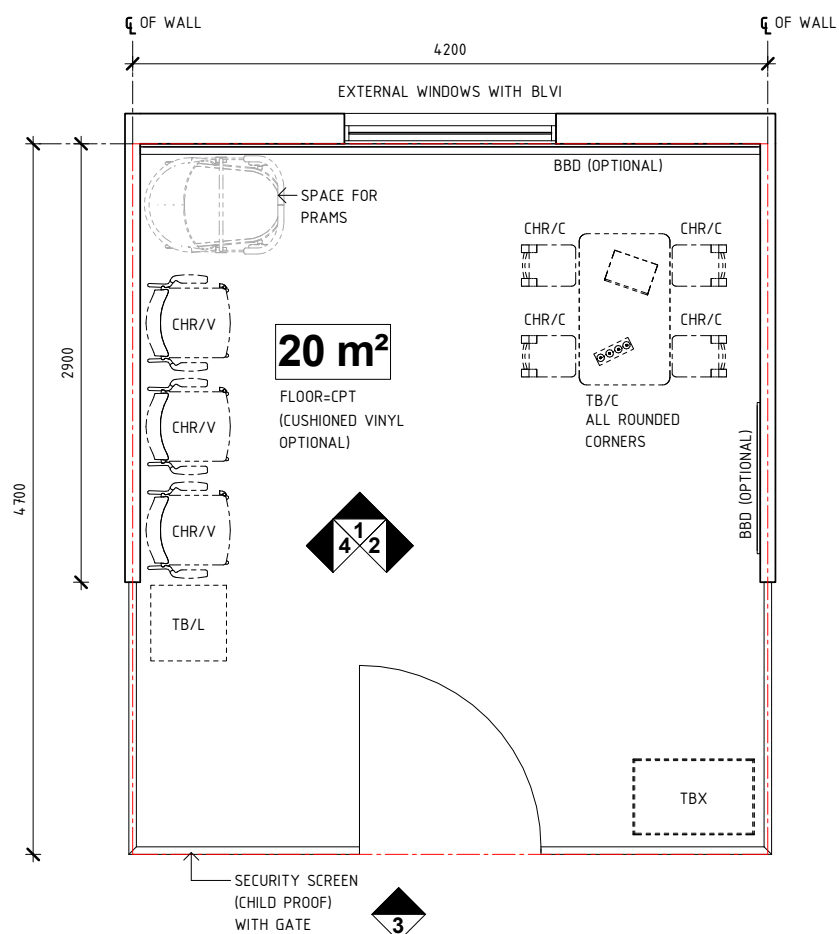 ℄ OF WALL
℄ OF WALL
4200
EXTERNAL WINDOWS WITH BLVI
BBD (OPTIONAL)
SPACE FOR
PRAMS
CHR/C
CHR/C
CHR/V
CHR/C
CHR/C
20 m²
2900
FLOOR=CPT
(CUSHIONED VINYL
OPTIONAL)
TB/C
ALL ROUNDED
CORNERS
CHR/V
BBD (OPTIONAL)
4700
CHR/V
1
4 2
TB/L
TBX
SECURITY SCREEN
(CHILD PROOF)
WITH GATE
3